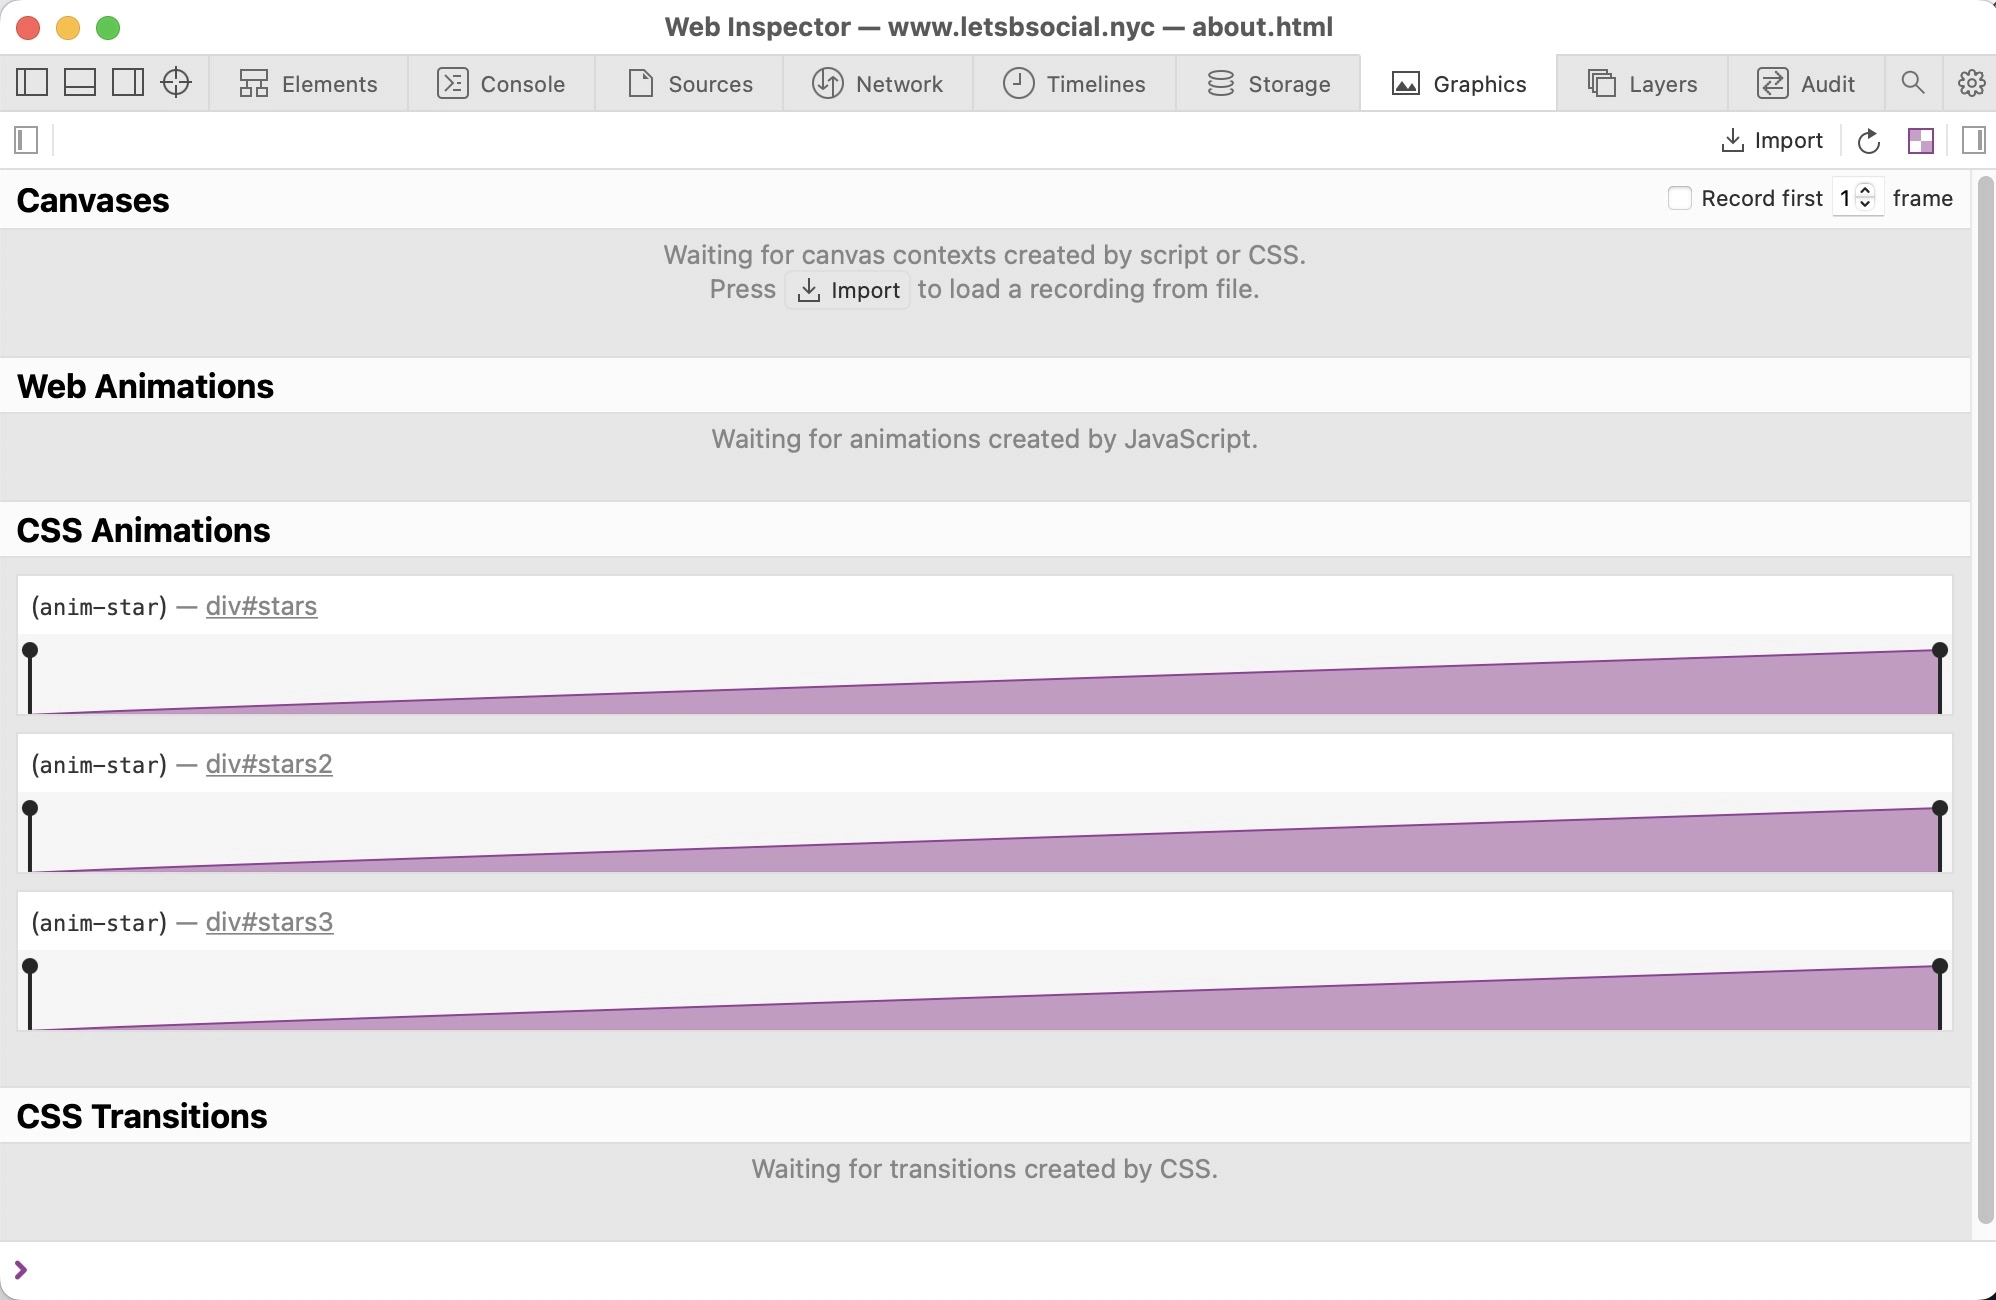 Web Inspector — www.letsbsocial.nyc — about.html
Elements Console Sources Network Timelines Storage Graphics Layers Audit
Import
Canvases
Record first 1 frame
Waiting for canvas contexts created by script or CSS.
Press Import to load a recording from file.
Web Animations
Waiting for animations created by JavaScript.
CSS Animations
(anim-star) — div#stars
(anim-star) — div#stars2
(anim-star) — div#stars3
CSS Transitions
Waiting for transitions created by CSS.